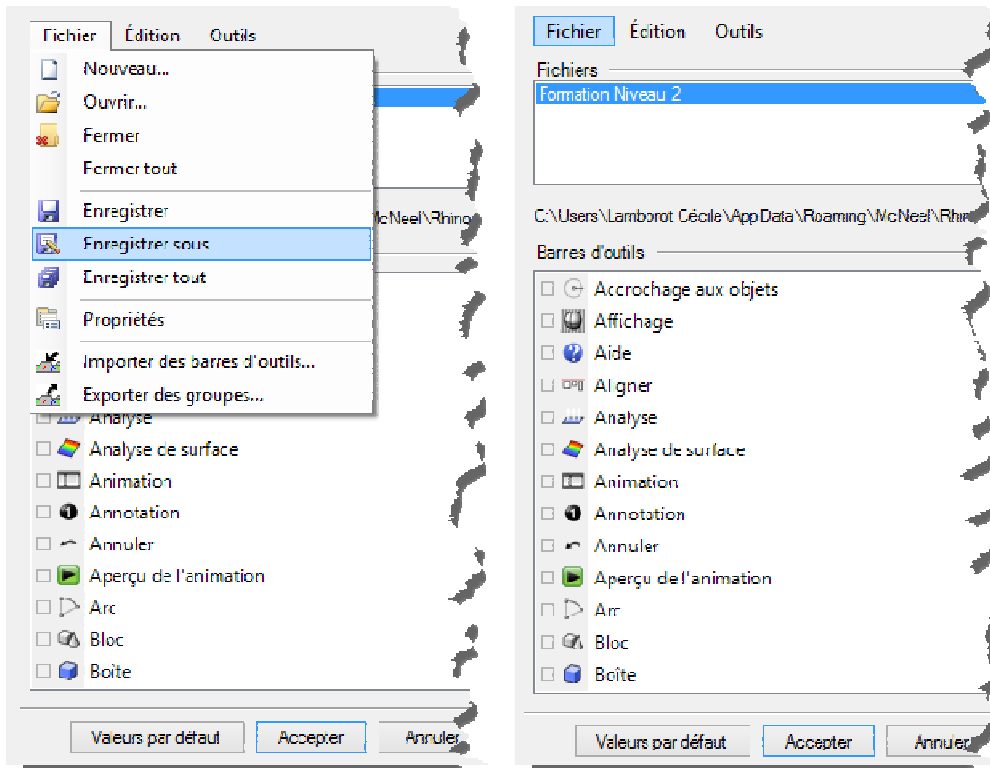 Fichier Édition Outils
Nouveau...
Ouvrir...
Fermer
Fermer tout
Enregistrer
cNeel\Rhino
Enregistrer sous
Enregistrer tout
Propriétés
Importer des barres d'outils...
Exporter des groupes...
Analyse
Analyse de surface
Animation
Annotation
Annuler
Aperçu de l'animation
Arc
Bloc
Boîte
Valeurs par défaut Accepter Annuler
Fichier Édition Outils
Fichiers
Formation Niveau 2
C:\Users\Lamborot Cécile\AppData\Roaming\McNeel\Rhin
Barres d'outils
Accrochage aux objets
Affichage
Aide
Aligner
Analyse
Analyse de surface
Animation
Annotation
Annuler
Aperçu de l'animation
Arc
Bloc
Boîte
Valeurs par défaut Accepter Annuler